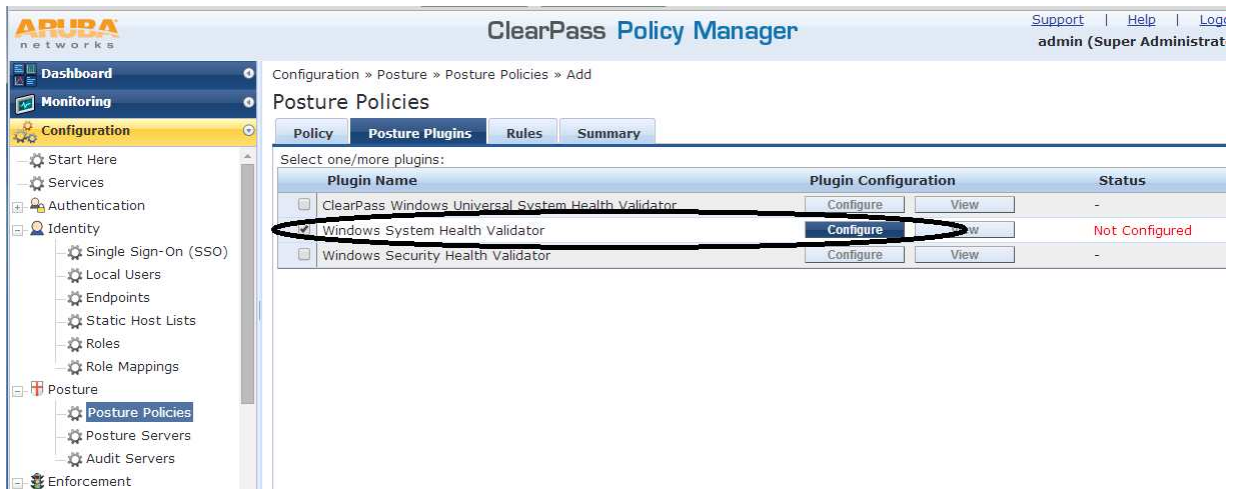 ARUBA
networks
ClearPass Policy Manager
Support | Help |
admin (Super
Dashboard
Monitoring
Configuration
Start Here
Services
Authentication
Identity
Single Sign-On (SSO)
Local Users
Endpoints
Static Host Lists
Roles
Role Mappings
Posture
Posture Policies
Posture Servers
Audit Servers
Enforcement
Configuration » Posture » Posture Policies » Add
Posture Policies
Policy Posture Plugins Rules Summary
Select one/more plugins:
Plugin Name Plugin Configuration Status
ClearPass Windows Universal System Health Validator Configure View -
Windows System Health Validator Configure Not Configured
Windows Security Health Validator Configure View -